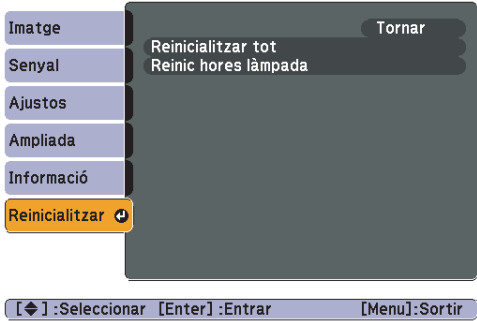 Imatge
Senyal
Ajustos
Ampliada
Informació
Reinicialitzar
Tornar
Reinicialitzar tot
Reinic hores làmpada
[ ] :Seleccionar [Enter] :Entrar [Menu]:Sortir